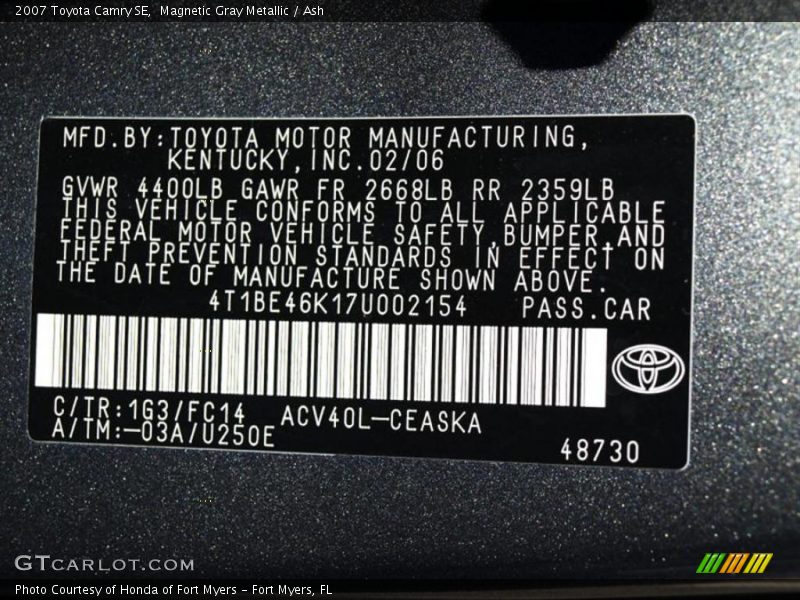 2007 Toyota Camry SE,  Magnetic Gray Metallic / Ash
MFD.BY:TOYOTA MOTOR MANUFACTURING,
KENTUCKY,INC.02/06
GVWR 4400LB GAWR FR 2668LB RR 2359LB
THIS VEHICLE CONFORMS TO ALL APPLICABLE
FEDERAL MOTOR VEHICLE SAFETY,BUMPER,AND
THEFT PREVENTION STANDARDS IN EFFECT ON
THE DATE OF MANUFACTURE SHOWN ABOVE.
4T1BE46K17U002154 PASS.CAR
C/TR:1G3/FC14 ACV40L-CEASKA
A/TM:-03A/U250E
48730
GTCARLOT.COM
Photo Courtesy of Honda of Fort Myers - Fort Myers, FL